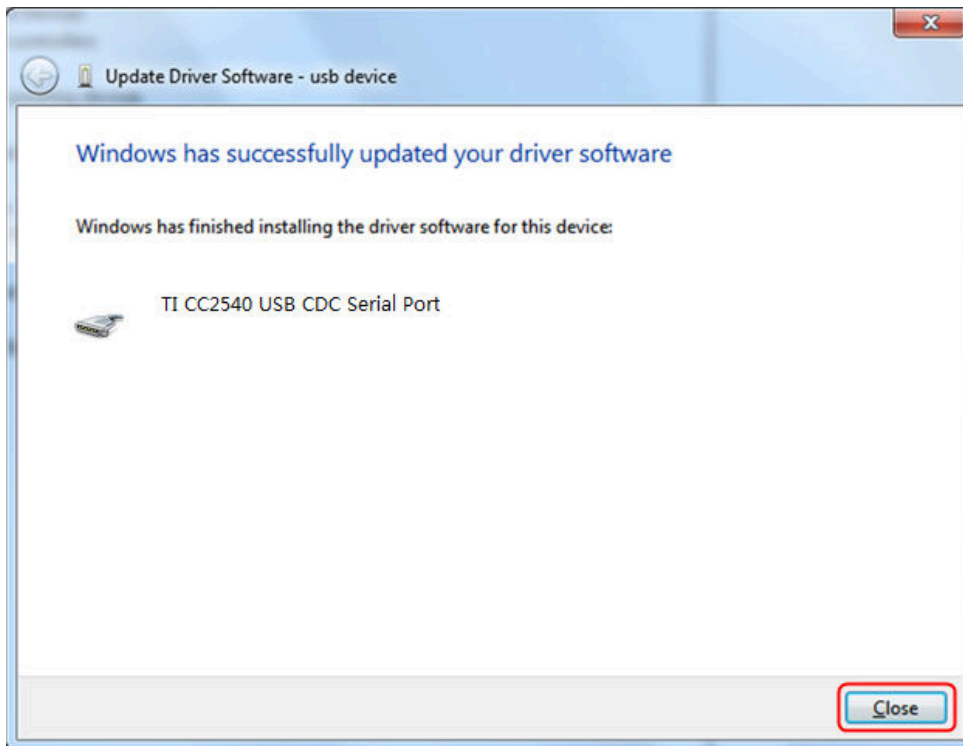 Update Driver Software - usb device
Windows has successfully updated your driver software
Windows has finished installing the driver software for this device:
TI CC2540 USB CDC Serial Port
Close